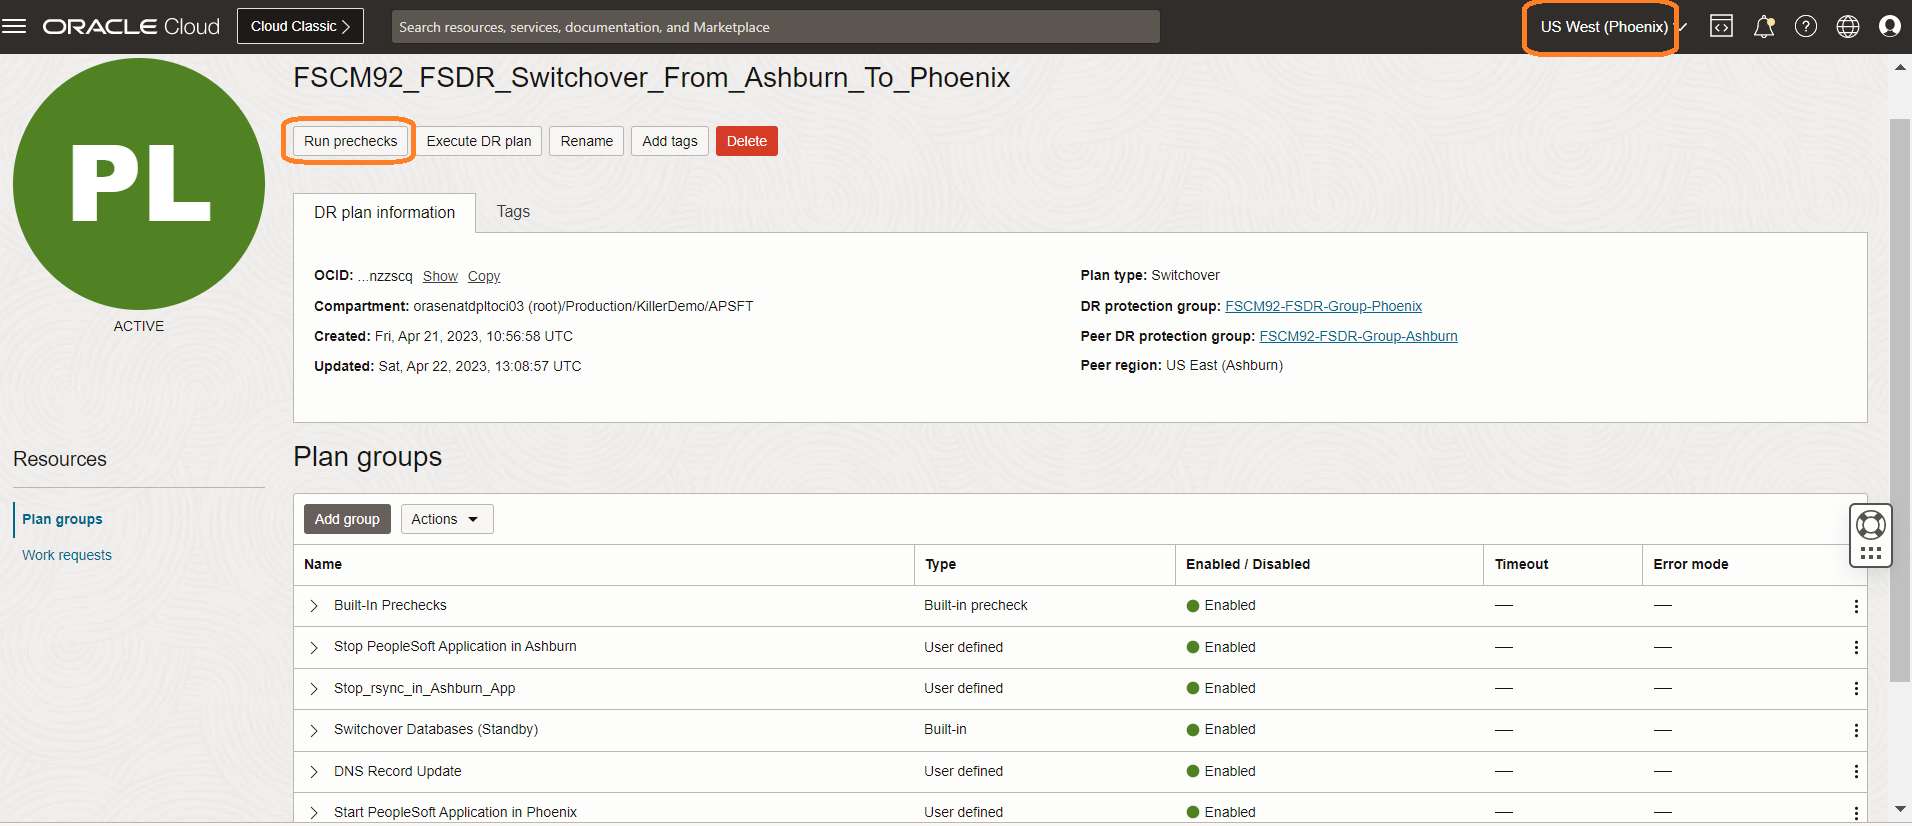 ORACLE Cloud Cloud Classic Search resources, services, documentation, and Marketplace US West (Phoenix)
PL
ACTIVE
FSCM92_FSDR_Switchover_From_Ashburn_To_Phoenix
Run prechecks Execute DR plan Rename Add tags Delete
DR plan information Tags
OCID: ...nzzscq Show Copy
Compartment: orasenatdpltoci03 (root)/Production/KillerDemo/APSFT
Created: Fri, Apr 21, 2023, 10:56:58 UTC
Updated: Sat, Apr 22, 2023, 13:08:57 UTC
Plan type: Switchover
DR protection group: FSCM92-FSDR-Group-Phoenix
Peer DR protection group: FSCM92-FSDR-Group-Ashburn
Peer region: US East (Ashburn)
Resources
Plan groups
Work requests
Plan groups
Add group Actions
Name Type Enabled / Disabled Timeout Error mode
Built-In Prechecks Built-in precheck Enabled — —
Stop PeopleSoft Application in Ashburn User defined Enabled — —
Stop_rsync_in_Ashburn_App User defined Enabled — —
Switchover Databases (Standby) Built-in Enabled — —
DNS Record Update User defined Enabled — —
Start PeopleSoft Application in Phoenix User defined Enabled — —